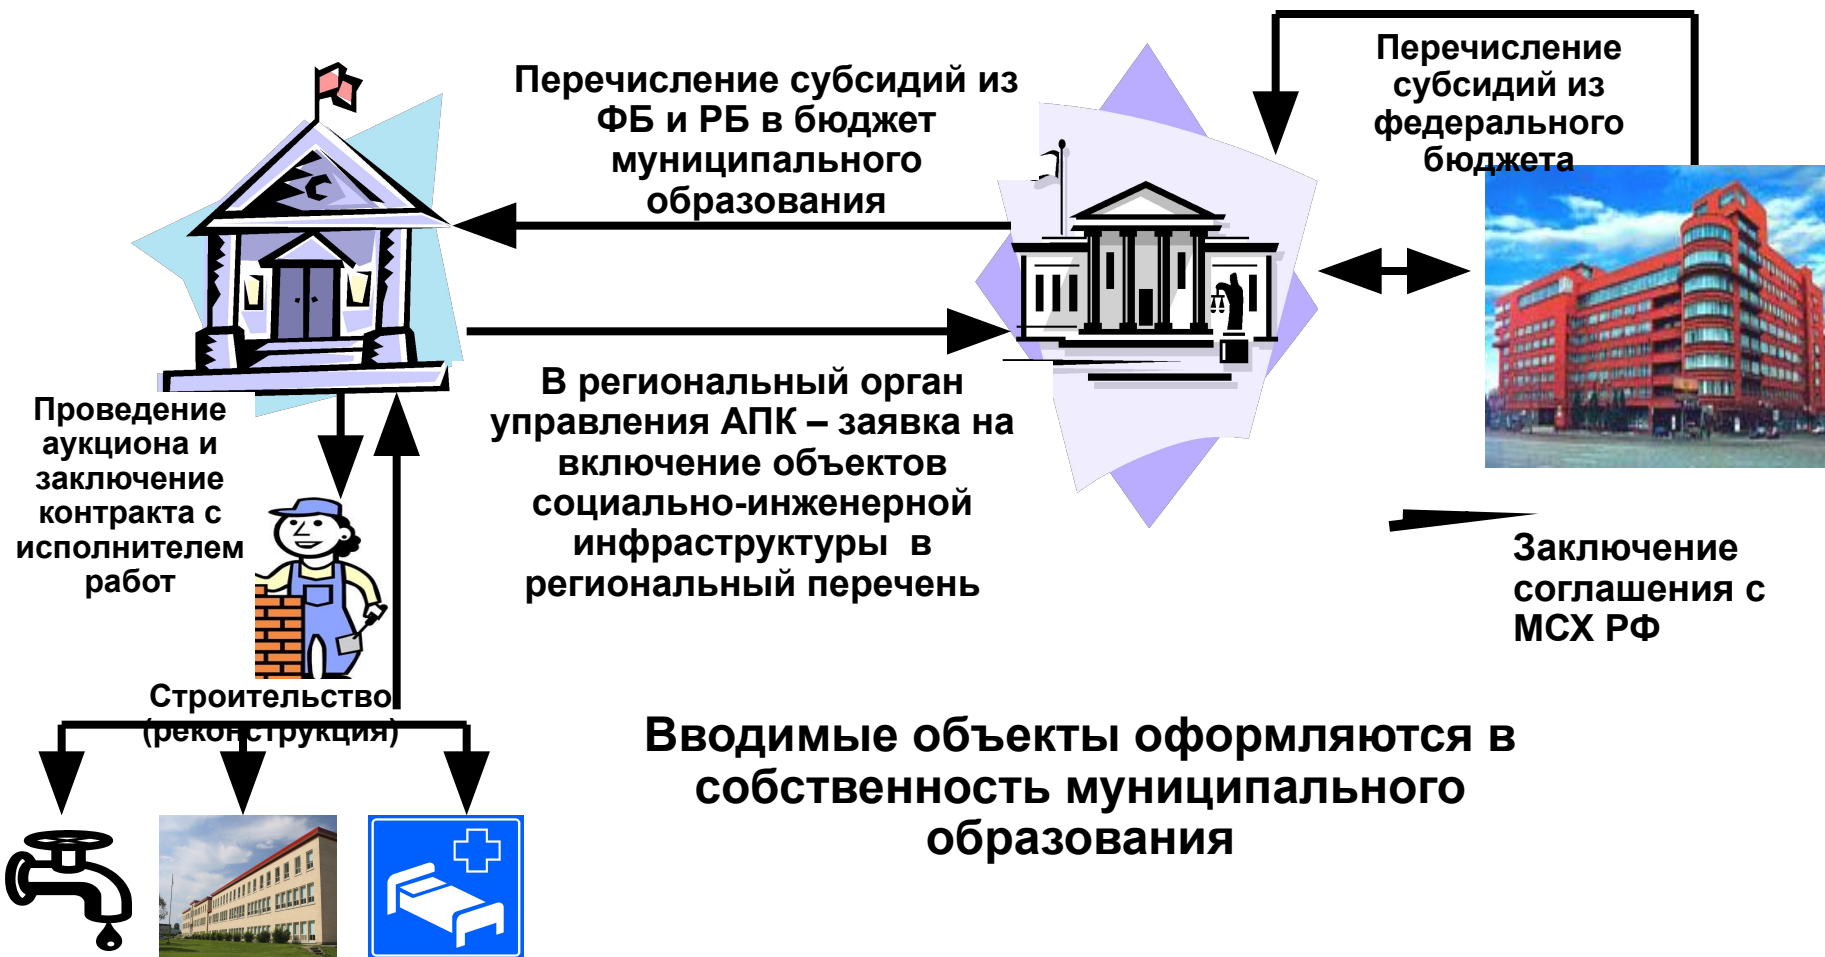 Перечисление субсидий из
ФБ и РБ в бюджет
муниципального
образования
Перечисление
субсидий из
федерального
бюджета
Проведение
аукциона и
заключение
контракта с
исполнителем
работ
В региональный орган
управления АПК – заявка на
включение объектов
социально-инженерной
инфраструктуры в
региональный перечень
Заключение
соглашения с
МСХ РФ
Строительство
(реконструкция)
Вводимые объекты оформляются в
собственность муниципального
образования